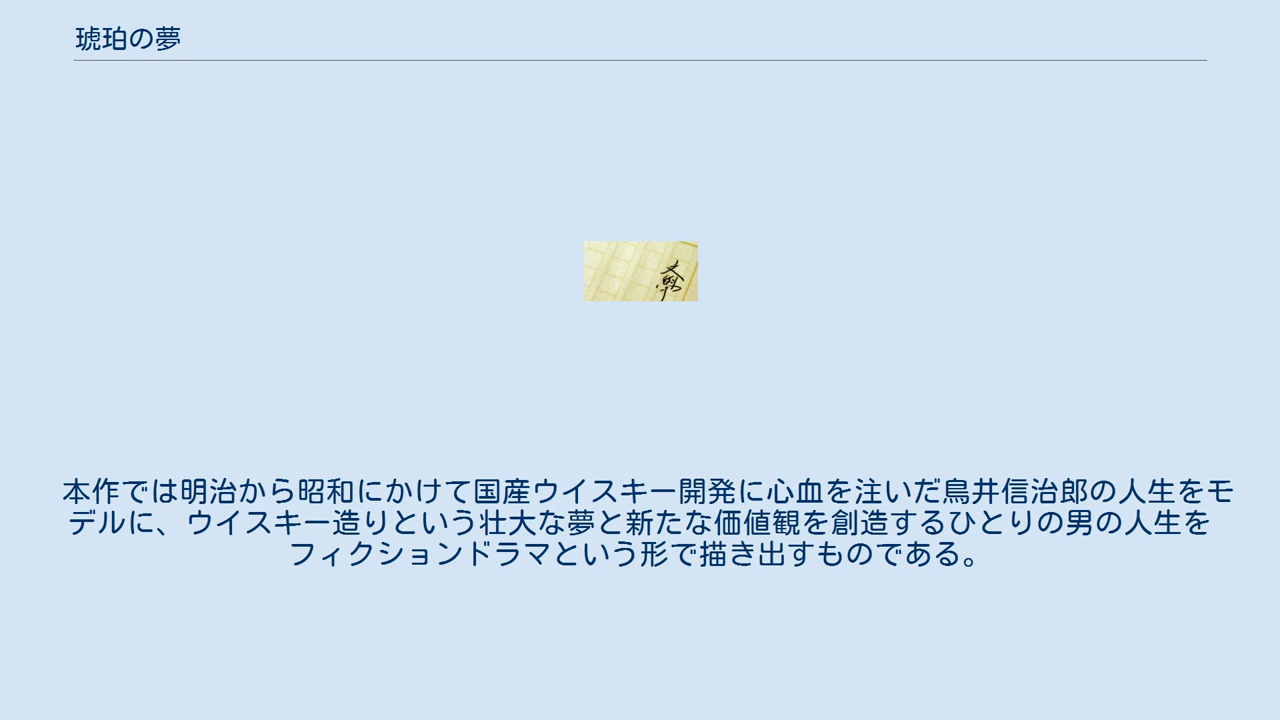 琥珀の夢
本作では明治から昭和にかけて国産ウイスキー開発に心血を注いだ鳥井信治郎の人生をモ
デルに、ウイスキー造りという壮大な夢と新たな価値観を創造するひとりの男の人生を
フィクションドラマという形で描き出すものである。